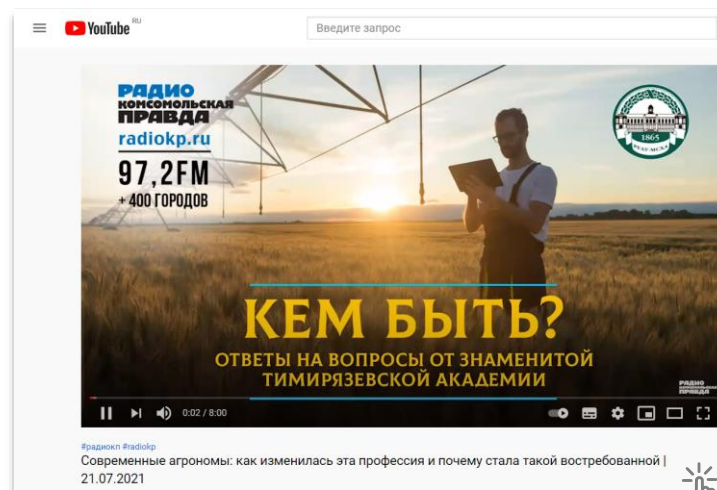 YouTube RU
Введите запрос
РАДИО
КОМСОМОЛЬСКАЯ
ПРАВДА
radiokp.ru
97,2FM
+ 400 ГОРОДОВ
1865
РГАУ-МСХА
КЕМ БЫТЬ?
ОТВЕТЫ НА ВОПРОСЫ ОТ ЗНАМЕНИТОЙ
ТИМИРЯЗЕВСКОЙ АКАДЕМИИ
РАДИО
КОМСОМОЛЬСКАЯ
ПРАВДА
0:02 / 8:00
#радиокп #radiokp
Современные агрономы: как изменилась эта профессия и почему стала такой востребованной |
21.07.2021